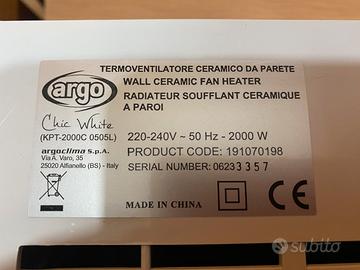 argo
Chic White
(KPT-2000C 0505L)
argoclima s.p.A.
Via A. Varo, 35
25020 Alfianello (BS) - Italy
TERMOVENTILATORE CERAMICO DA PARETE
WALL CERAMIC FAN HEATER
RADIATEUR SOUFFLANT CERAMIQUE
A PAROI
220-240V ~ 50 Hz - 2000 W
PRODUCT CODE: 191070198
SERIAL NUMBER: 06233357
MADE IN CHINA
CE
subito